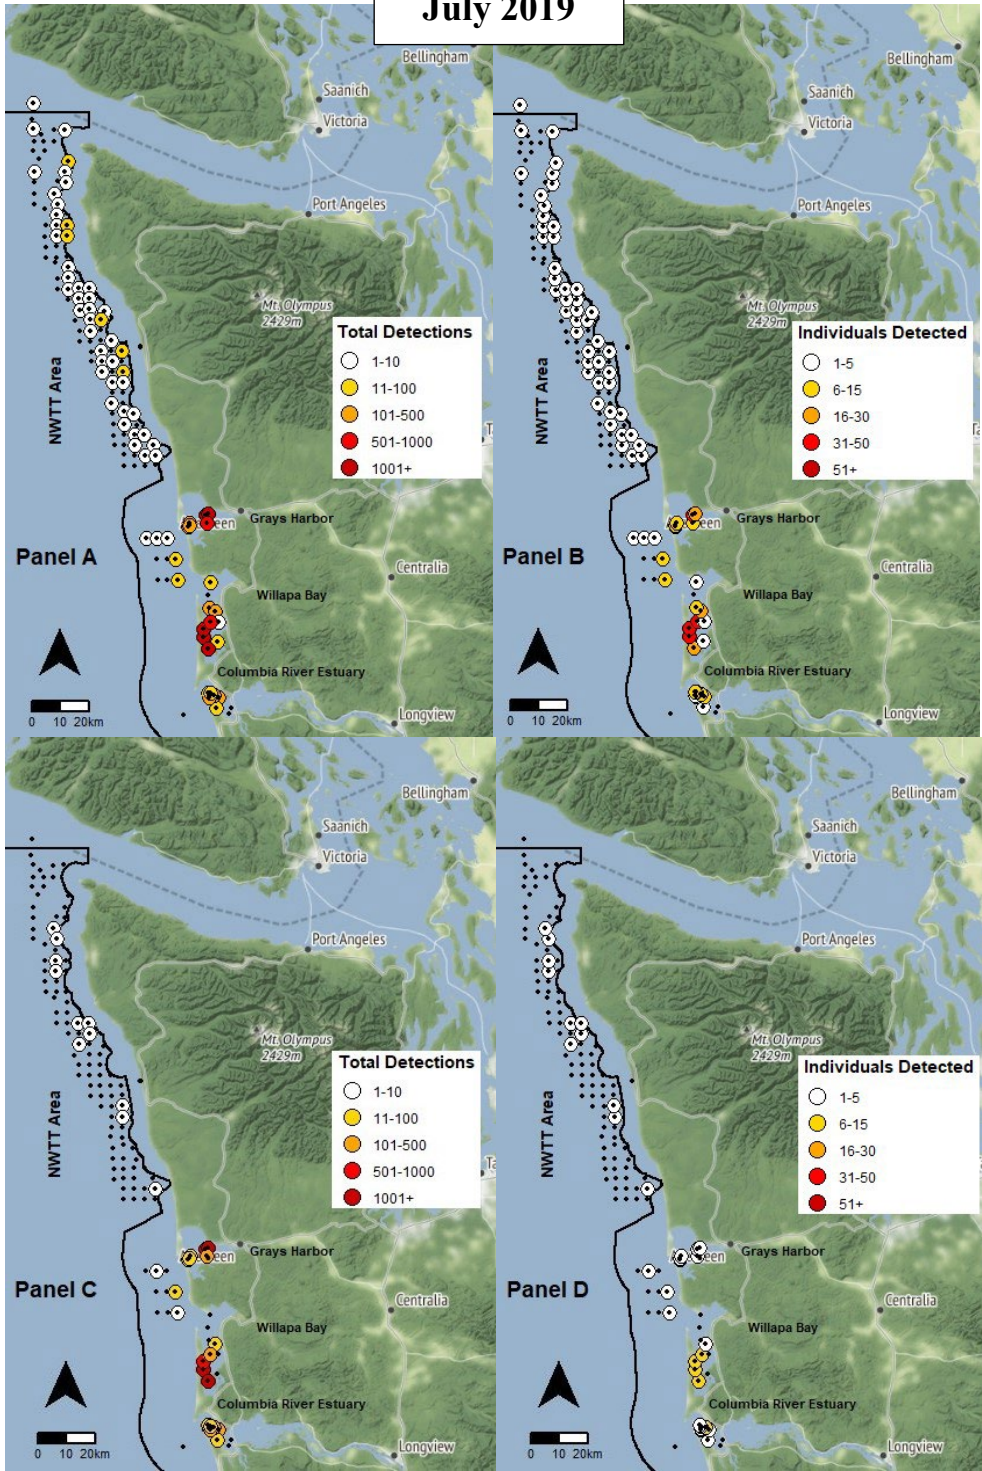 July 2019
Bellingham
Saanich
Victoria
Port Angeles
Mt. Olympus
2429m
NWTT Area
Total Detections
1-10
11-100
101-500
501-1000
1001+
Grays Harbor
Panel A
Centralia
Willapa Bay
Columbia River Estuary
0 10 20km
Longview
Bellingham
Saanich
Victoria
Port Angeles
Mt. Olympus
2429m
NWTT Area
Individuals Detected
1-5
6-15
16-30
31-50
51+
Grays Harbor
Panel B
Centralia
Willapa Bay
Columbia River Estuary
0 10 20km
Longview
Bellingham
Saanich
Victoria
Port Angeles
Mt. Olympus
2429m
NWTT Area
Total Detections
1-10
11-100
101-500
501-1000
1001+
Grays Harbor
Panel C
Centralia
Willapa Bay
Columbia River Estuary
0 10 20km
Longview
Bellingham
Saanich
Victoria
Port Angeles
Mt. Olympus
2429m
NWTT Area
Individuals Detected
1-5
6-15
16-30
31-50
51+
Grays Harbor
Panel D
Centralia
Willapa Bay
Columbia River Estuary
0 10 20km
Longview